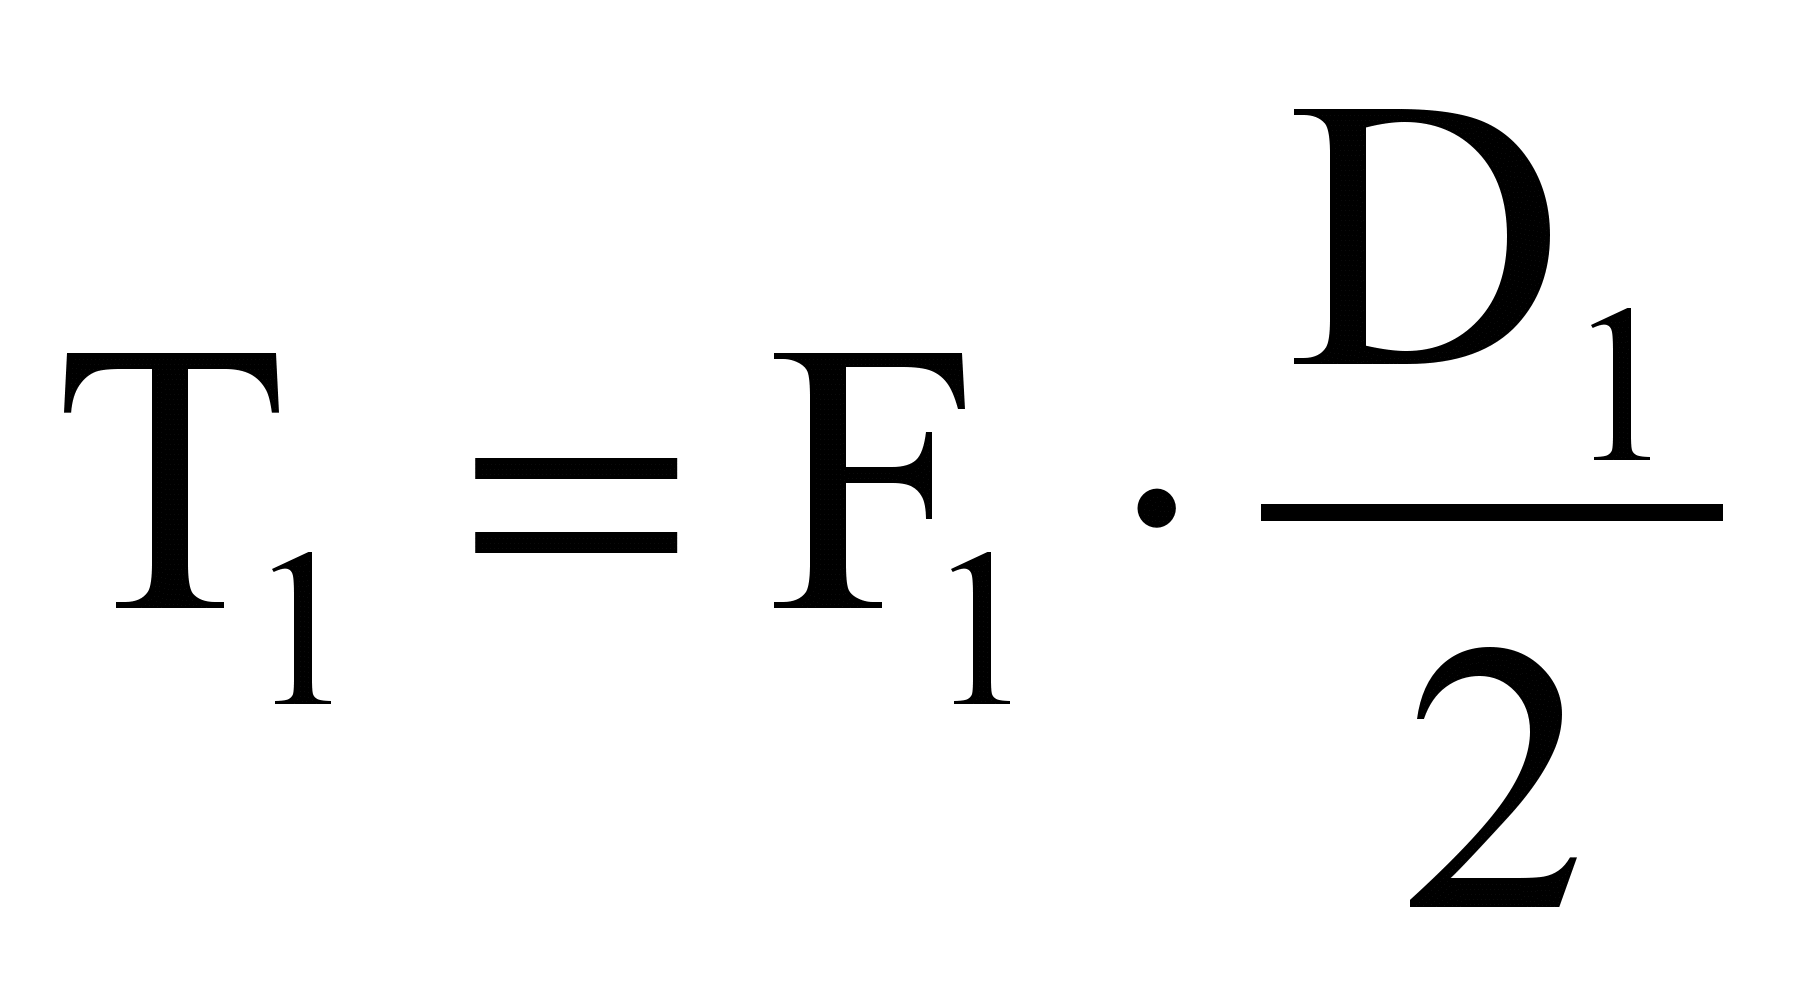 T₁ = F₁ · D₁/2